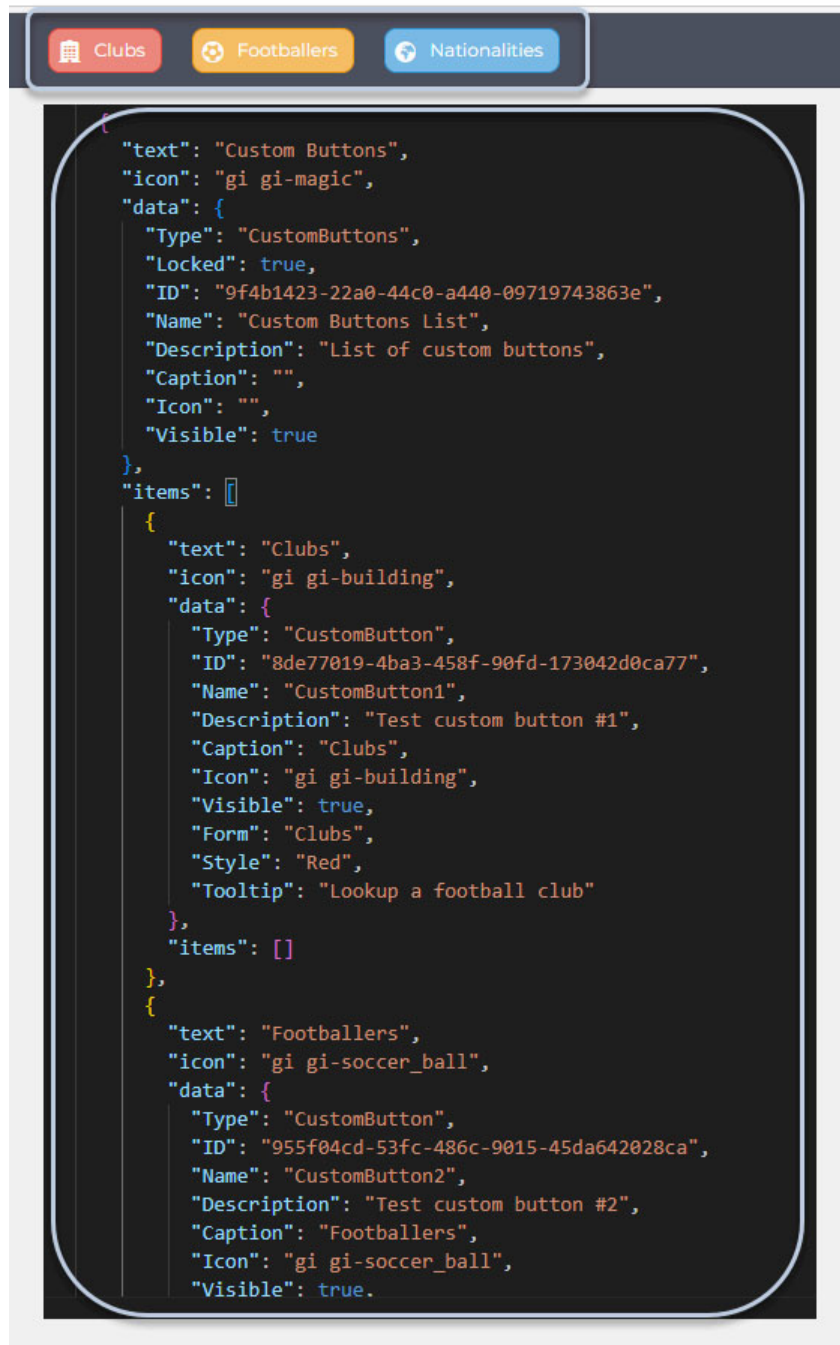 Clubs Footballers Nationalities
{
"text": "Custom Buttons",
"icon": "gi gi-magic",
"data": {
"Type": "CustomButtons",
"Locked": true,
"ID": "9f4b1423-22a0-44c0-a440-09719743863e",
"Name": "Custom Buttons List",
"Description": "List of custom buttons",
"Caption": "",
"Icon": "",
"Visible": true
},
"items": [
{
"text": "Clubs",
"icon": "gi gi-building",
"data": {
"Type": "CustomButton",
"ID": "8de77019-4ba3-458f-90fd-173042d0ca77",
"Name": "CustomButton1",
"Description": "Test custom button #1",
"Caption": "Clubs",
"Icon": "gi gi-building",
"Visible": true,
"Form": "Clubs",
"Style": "Red",
"Tooltip": "Lookup a football club"
},
"items": []
},
{
"text": "Footballers",
"icon": "gi gi-soccer_ball",
"data": {
"Type": "CustomButton",
"ID": "955f04cd-53fc-486c-9015-45da642028ca",
"Name": "CustomButton2",
"Description": "Test custom button #2",
"Caption": "Footballers",
"Icon": "gi gi-soccer_ball",
"Visible": true,